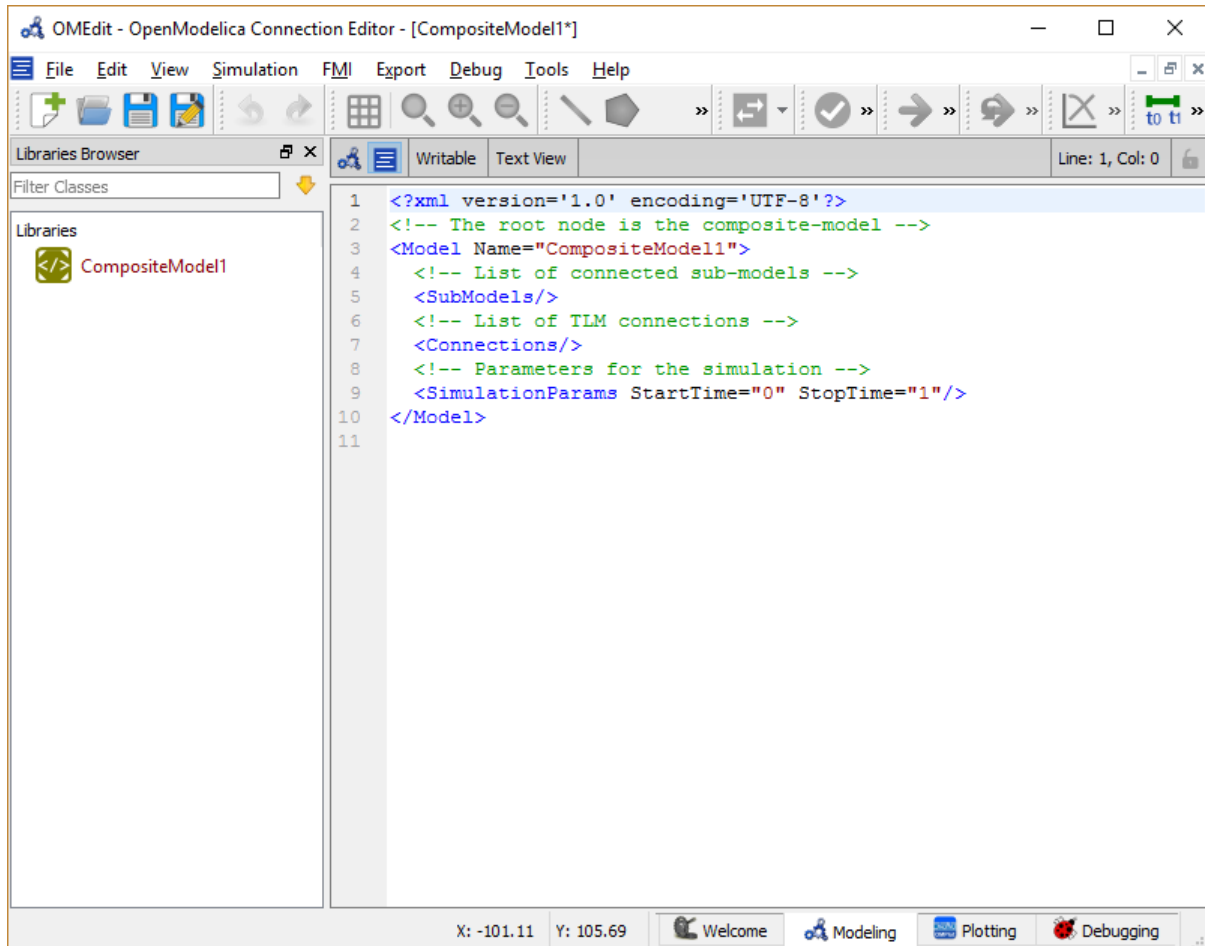 OMEdit - OpenModelica Connection Editor - [CompositeModel1*]
File Edit View Simulation FMI Export Debug Tools Help
t0 t1
Libraries Browser
Writable Text View Line: 1, Col: 0
Filter Classes
Libraries
CompositeModel1
1 <?xml version='1.0' encoding='UTF-8'?>
2 <!-- The root node is the composite-model -->
3 <Model Name="CompositeModel1">
4 <!-- List of connected sub-models -->
5 <SubModels/>
6 <!-- List of TLM connections -->
7 <Connections/>
8 <!-- Parameters for the simulation -->
9 <SimulationParams StartTime="0" StopTime="1"/>
10 </Model>
11
X: -101.11 Y: 105.69 Welcome Modeling Plotting Debugging